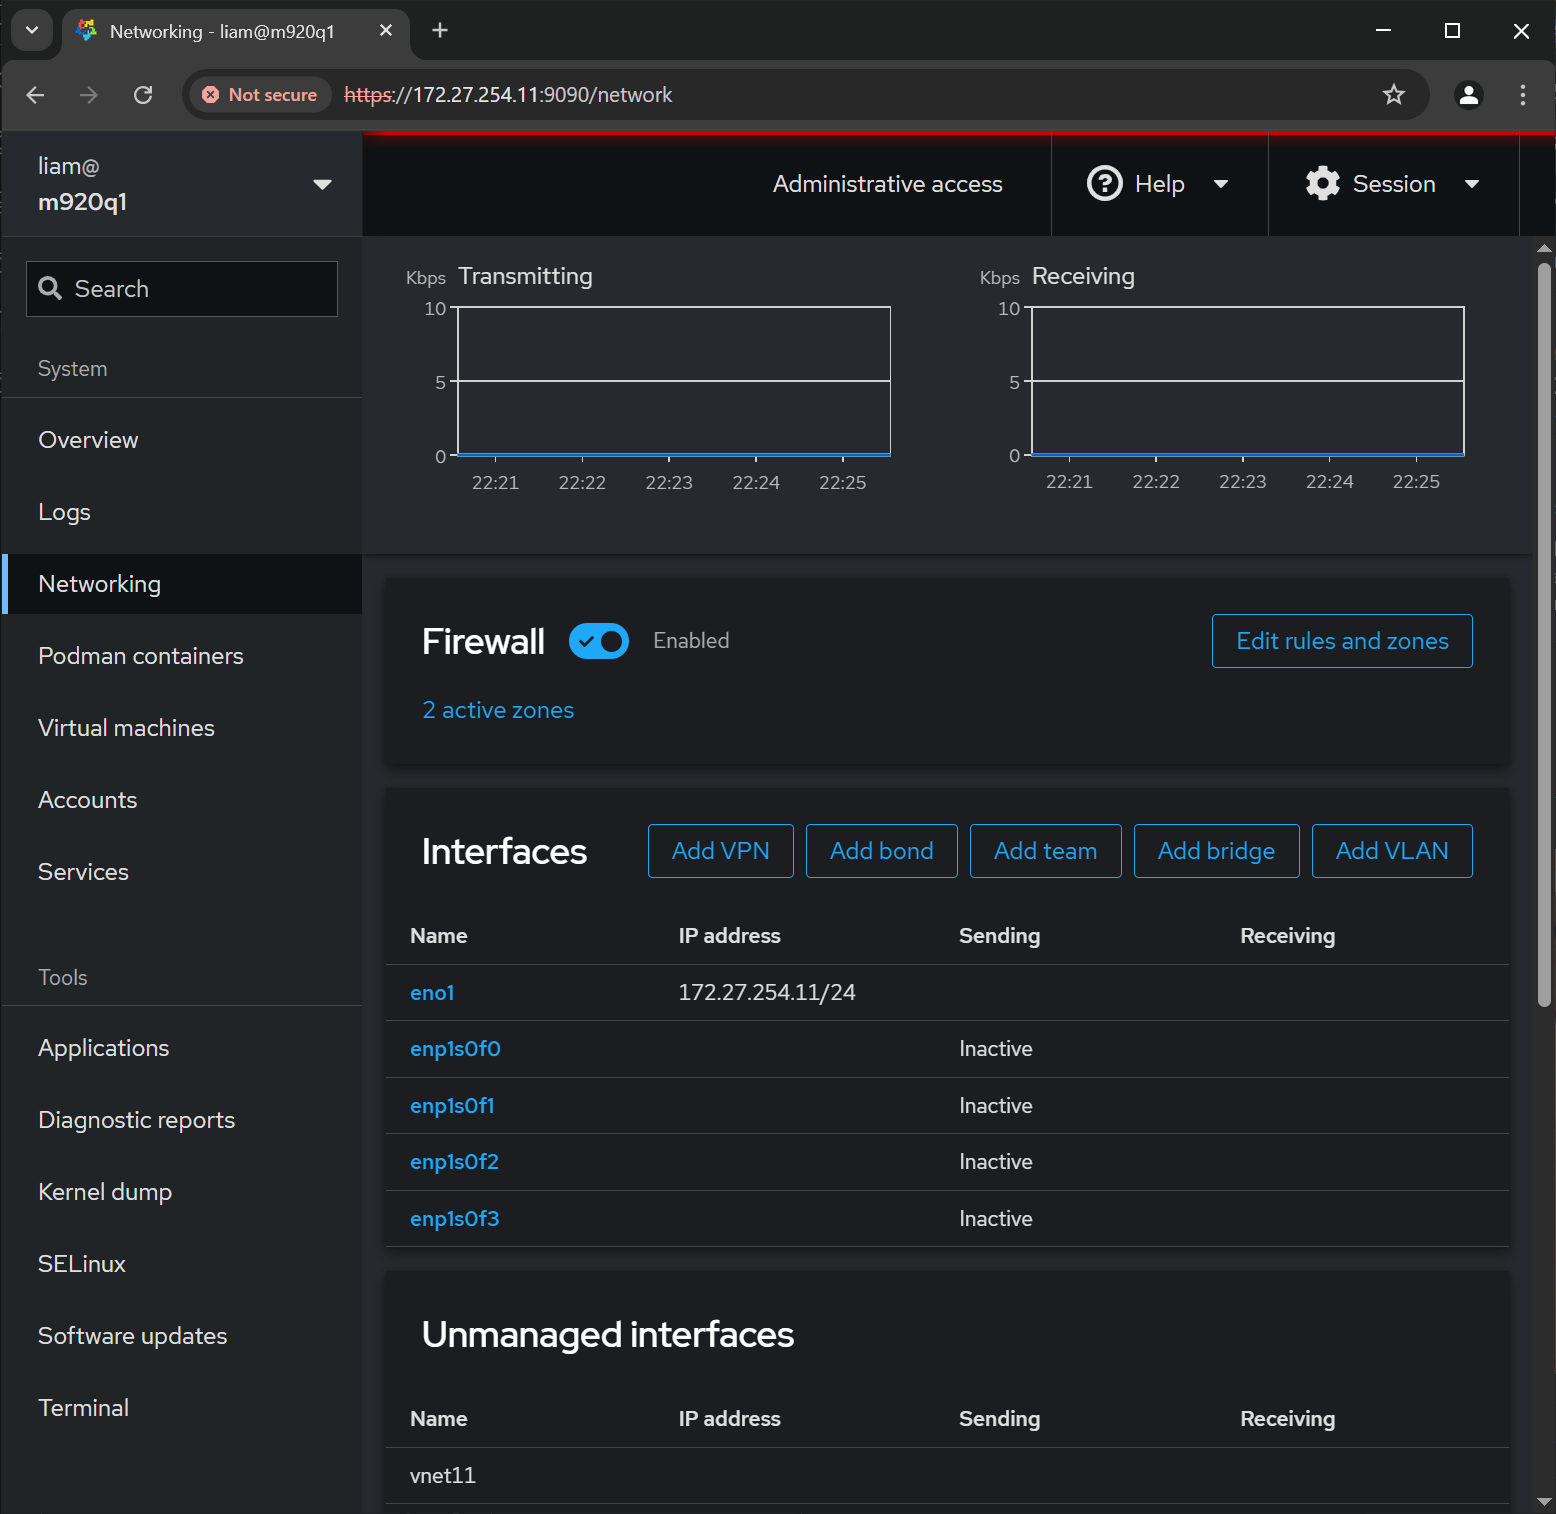 Networking - liam@m920q1
Not secure https://172.27.254.11:9090/network
liam@
m920q1
Administrative access
Help
Session
Search
System
Overview
Logs
Networking
Podman containers
Virtual machines
Accounts
Services
Tools
Applications
Diagnostic reports
Kernel dump
SELinux
Software updates
Terminal
Kbps Transmitting
10
5
0
22:21 22:22 22:23 22:24 22:25
Kbps Receiving
10
5
0
22:21 22:22 22:23 22:24 22:25
Firewall Enabled Edit rules and zones
2 active zones
Interfaces Add VPN Add bond Add team Add bridge Add VLAN
Name IP address Sending Receiving
eno1 172.27.254.11/24
enp1s0f0 Inactive
enp1s0f1 Inactive
enp1s0f2 Inactive
enp1s0f3 Inactive
Unmanaged interfaces
Name IP address Sending Receiving
vnet11